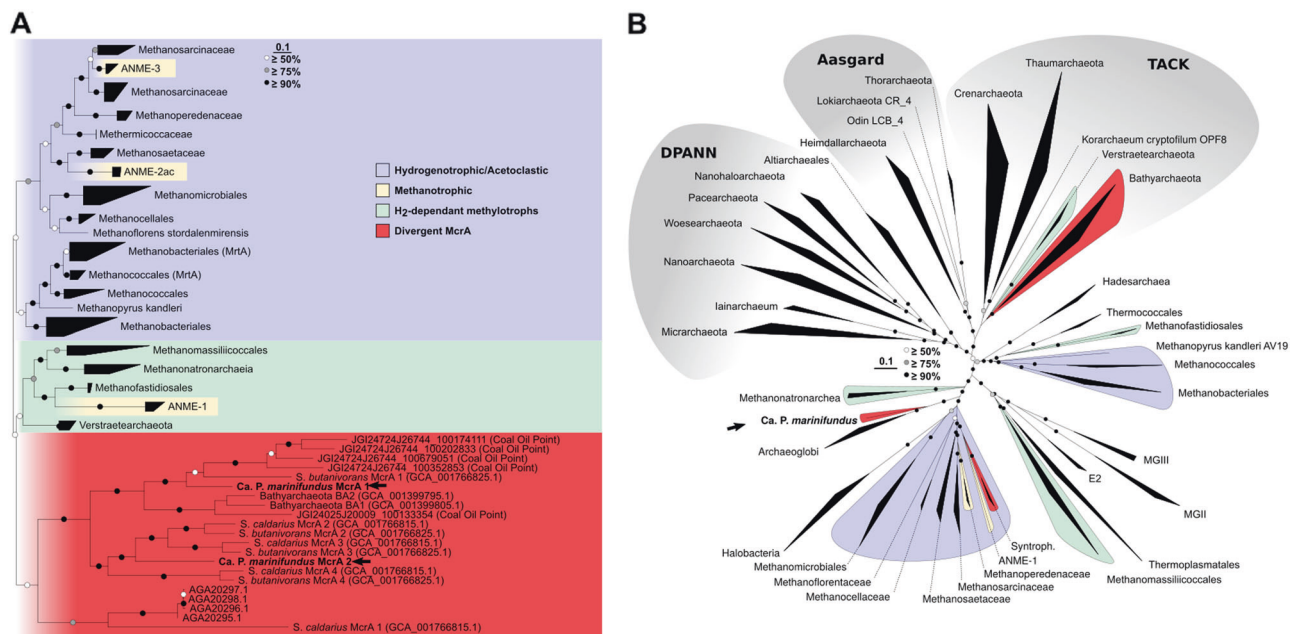 A
Methanosarcinaceae
ANME-3
Methanosarcinaceae
Methanoperedenaceae
Methermicoccaceae
Methanosaetaceae
ANME-2ac
Methanomicrobiales
Methanocellales
Methanoflorens stordalenmirensis
Methanobacteriales (MrtA)
Methanococcales (MrtA)
Methanococcales
Methanopyrus kandleri
Methanobacteriales
0.1
≥ 50%
≥ 75%
≥ 90%
Hydrogenotrophic/Acetoclastic
Methanotrophic
H2-dependant methylotrophs
Divergent McrA
Methanomassiliicoccales
Methanonatronarchaeia
Methanofastidiosales
ANME-1
Verstraetearchaeota
JGI24724J26744_100174111 (Coal Oil Point)
JGI24724J26744_100202833 (Coal Oil Point)
JGI24724J26744_100679051 (Coal Oil Point)
JGI24724J26744_100352853 (Coal Oil Point)
S. butanivorans McrA 1 (GCA_001766825.1)
Ca. P. marinifundus McrA 1
Bathyarchaeota BA2 (GCA_001399795.1)
Bathyarchaeota BA1 (GCA_001399805.1)
JGI24025J20009_100133354 (Coal Oil Point)
S. caldarius McrA 2 (GCA_001766815.1)
S. butanivorans McrA 2 (GCA_001766825.1)
S. caldarius McrA 3 (GCA_001766815.1)
S. butanivorans McrA 3 (GCA_001766825.1)
Ca. P. marinifundus McrA 2
S. caldarius McrA 4 (GCA_001766815.1)
S. butanivorans McrA 4 (GCA_001766825.1)
AGA20297.1
AGA20298.1
AGA20296.1
AGA20295.1
S. caldarius McrA 1 (GCA_001766815.1)
B
Aasgard
Thorarchaeota
Lokiarchaeota CR_4
Odin LCB_4
Heimdallarchaeota
TACK
Thaumarchaeota
Crenarchaeota
Korarchaeum cryptofilum OPF8
Verstraetearchaeota
Bathyarchaeota
DPANN
Altiarchaeales
Nanohaloarchaeota
Pacearchaeota
Woesearchaeota
Nanoarchaeota
Iainarchaeum
Micrarchaeota
Hadesarchaea
Thermococcales
Methanofastidiosales
Methanopyrus kandleri AV19
Methanococcales
Methanobacteriales
0.1
≥ 50%
≥ 75%
≥ 90%
Methanonatronarchea
Ca. P. marinifundus
Archaeoglobi
MGIII
E2
MGII
Thermoplasmatales
Methanomassiliicoccales
Syntroph.
ANME-1
Methanoperedenaceae
Methanosarcinaceae
Methanosaetaceae
Methanocellaceae
Methanoflorentaceae
Methanomicrobiales
Halobacteria